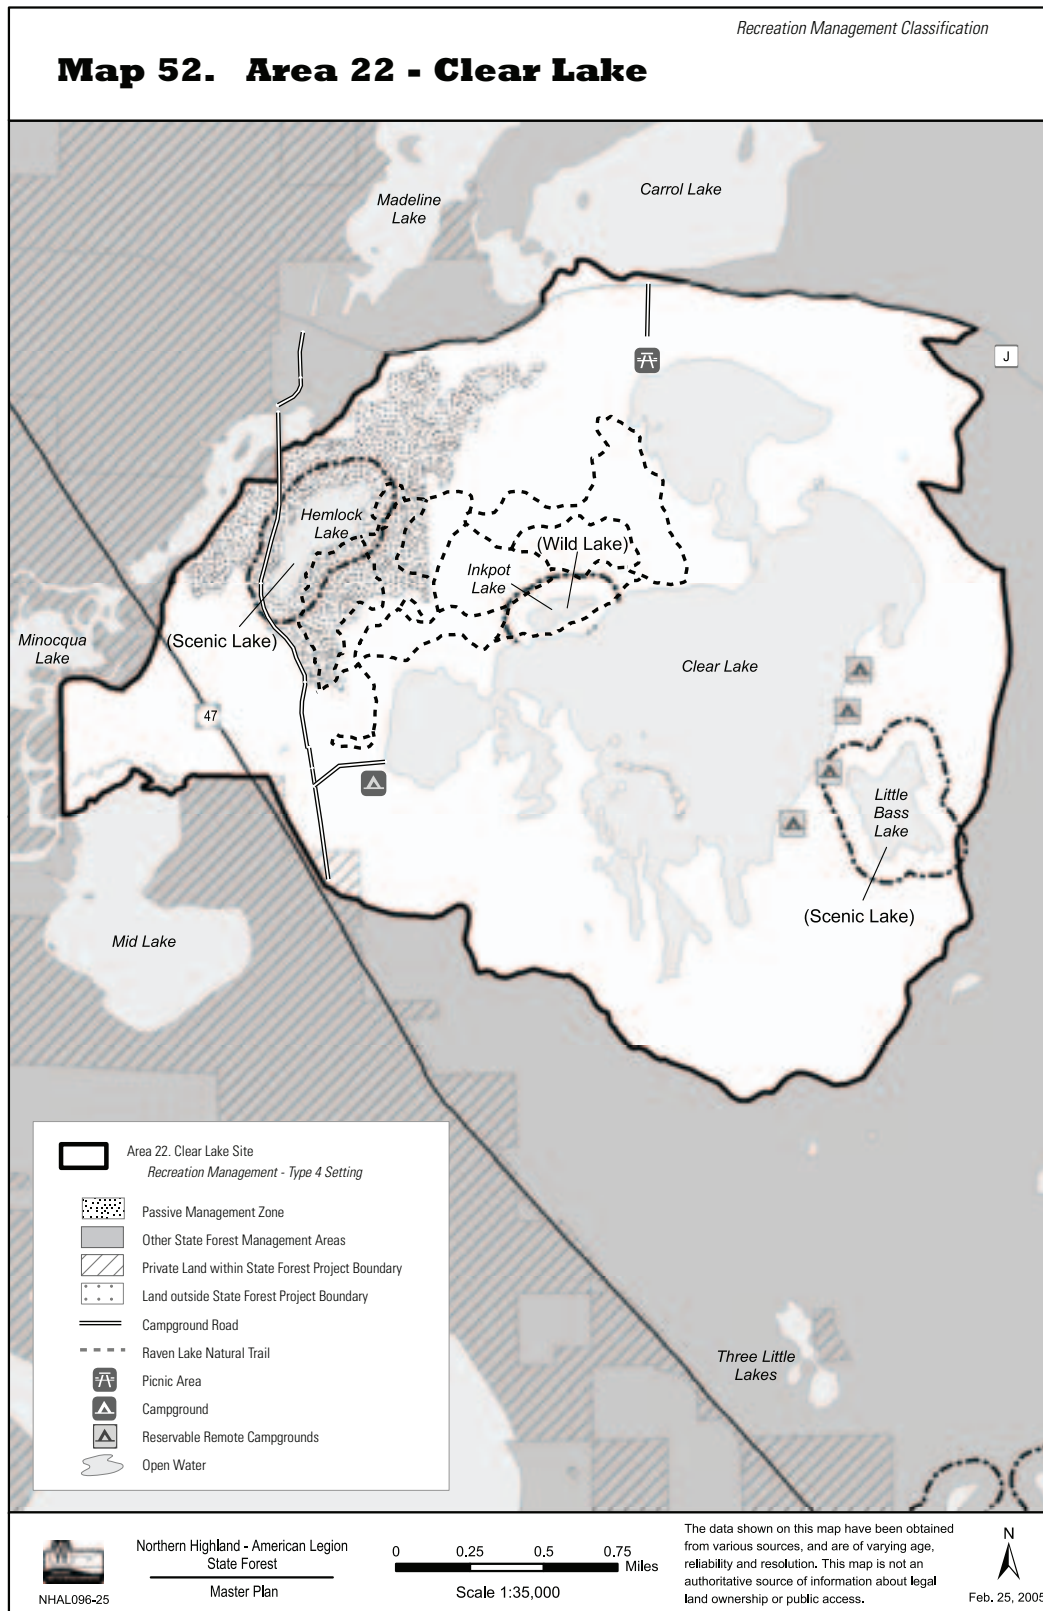 Recreation Management Classification
Map 52. Area 22 - Clear Lake
Madeline
Lake
Carrol Lake
J
Hemlock
Lake
(Wild Lake)
Inkpot
Lake
(Scenic Lake)
Minocqua
Lake
Clear Lake
47
Little
Bass
Lake
(Scenic Lake)
Mid Lake
Area 22. Clear Lake Site
Recreation Management - Type 4 Setting
Passive Management Zone
Other State Forest Management Areas
Private Land within State Forest Project Boundary
Land outside State Forest Project Boundary
Campground Road
Raven Lake Natural Trail
Picnic Area
Campground
Reservable Remote Campgrounds
Open Water
Three Little
Lakes
NHAL096-25
Northern Highland - American Legion
State Forest
Master Plan
0 0.25 0.5 0.75
Miles
Scale 1:35,000
The data shown on this map have been obtained
from various sources, and are of varying age,
reliability and resolution. This map is not an
authoritative source of information about legal
land ownership or public access.
N
Feb. 25, 2005